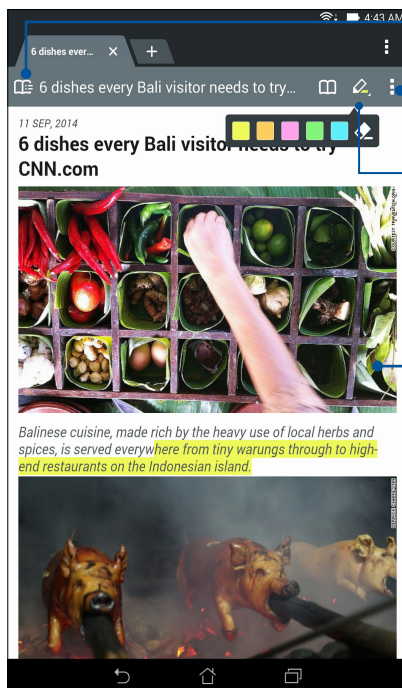 4:43 AM
6 dishes ever...
6 dishes every Bali visitor needs to try...
11 SEP, 2014
6 dishes every Bali visitor needs to try
CNN.com
Balinese cuisine, made rich by the heavy use of local herbs and
spices, is served everywhere from tiny warungs through to high-
end restaurants on the Indonesian island.